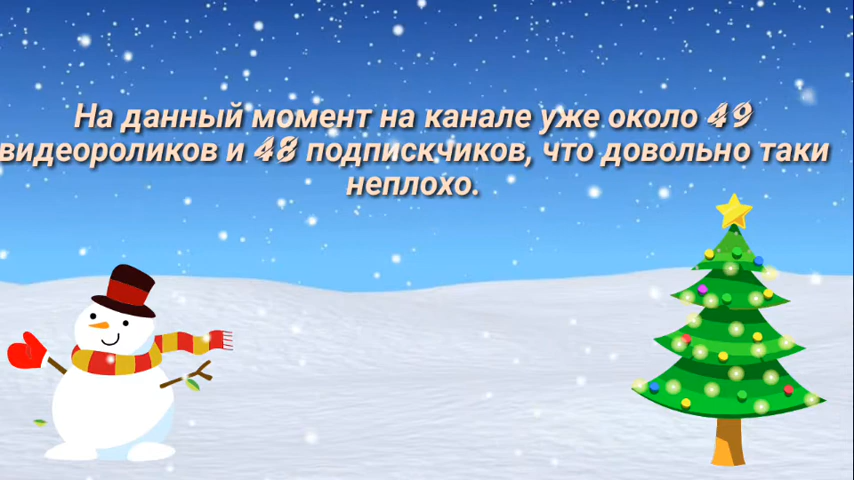 На данный момент на канале уже около 49
видеороликов и 48 подпискчиков, что довольно таки
неплохо.